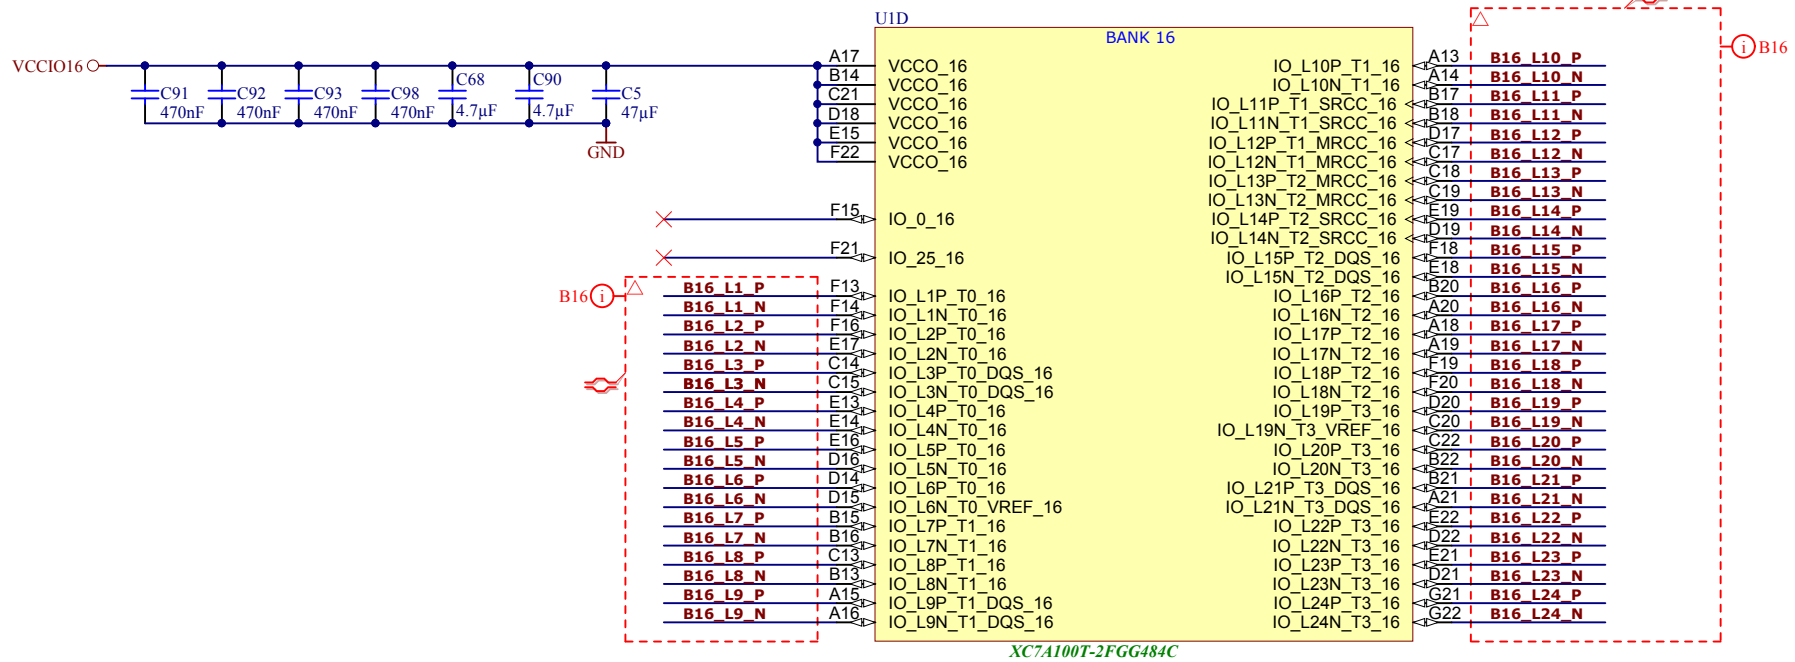 U1D
BANK 16
VCCIO16
C91 470nF
C92 470nF
C93 470nF
C98 470nF
C68 4.7µF
C90 4.7µF
C5 47µF
GND
A17 VCCO_16
B14 VCCO_16
C21 VCCO_16
D18 VCCO_16
E15 VCCO_16
F22 VCCO_16
F15 IO_0_16
F21 IO_25_16
B16 i
B16_L1_P F13 IO_L1P_T0_16
B16_L1_N F14 IO_L1N_T0_16
B16_L2_P F16 IO_L2P_T0_16
B16_L2_N E17 IO_L2N_T0_16
B16_L3_P C14 IO_L3P_T0_DQS_16
B16_L3_N C15 IO_L3N_T0_DQS_16
B16_L4_P E13 IO_L4P_T0_16
B16_L4_N E14 IO_L4N_T0_16
B16_L5_P E16 IO_L5P_T0_16
B16_L5_N D16 IO_L5N_T0_16
B16_L6_P D14 IO_L6P_T0_16
B16_L6_N D15 IO_L6N_T0_VREF_16
B16_L7_P B15 IO_L7P_T1_16
B16_L7_N B16 IO_L7N_T1_16
B16_L8_P C13 IO_L8P_T1_16
B16_L8_N B13 IO_L8N_T1_16
B16_L9_P A15 IO_L9P_T1_DQS_16
B16_L9_N A16 IO_L9N_T1_DQS_16
IO_L10P_T1_16 A13 B16_L10_P
IO_L10N_T1_16 A14 B16_L10_N
IO_L11P_T1_SRCC_16 B17 B16_L11_P
IO_L11N_T1_SRCC_16 B18 B16_L11_N
IO_L12P_T1_MRCC_16 D17 B16_L12_P
IO_L12N_T1_MRCC_16 C17 B16_L12_N
IO_L13P_T2_MRCC_16 C18 B16_L13_P
IO_L13N_T2_MRCC_16 C19 B16_L13_N
IO_L14P_T2_SRCC_16 E19 B16_L14_P
IO_L14N_T2_SRCC_16 D19 B16_L14_N
IO_L15P_T2_DQS_16 F18 B16_L15_P
IO_L15N_T2_DQS_16 E18 B16_L15_N
IO_L16P_T2_16 B20 B16_L16_P
IO_L16N_T2_16 A20 B16_L16_N
IO_L17P_T2_16 A18 B16_L17_P
IO_L17N_T2_16 A19 B16_L17_N
IO_L18P_T2_16 F19 B16_L18_P
IO_L18N_T2_16 F20 B16_L18_N
IO_L19P_T3_16 D20 B16_L19_P
IO_L19N_T3_VREF_16 C20 B16_L19_N
IO_L20P_T3_16 C22 B16_L20_P
IO_L20N_T3_16 B22 B16_L20_N
IO_L21P_T3_DQS_16 B21 B16_L21_P
IO_L21N_T3_DQS_16 A21 B16_L21_N
IO_L22P_T3_16 E22 B16_L22_P
IO_L22N_T3_16 D22 B16_L22_N
IO_L23P_T3_16 E21 B16_L23_P
IO_L23N_T3_16 D21 B16_L23_N
IO_L24P_T3_16 G21 B16_L24_P
IO_L24N_T3_16 G22 B16_L24_N
i B16
XC7A100T-2FGG484C